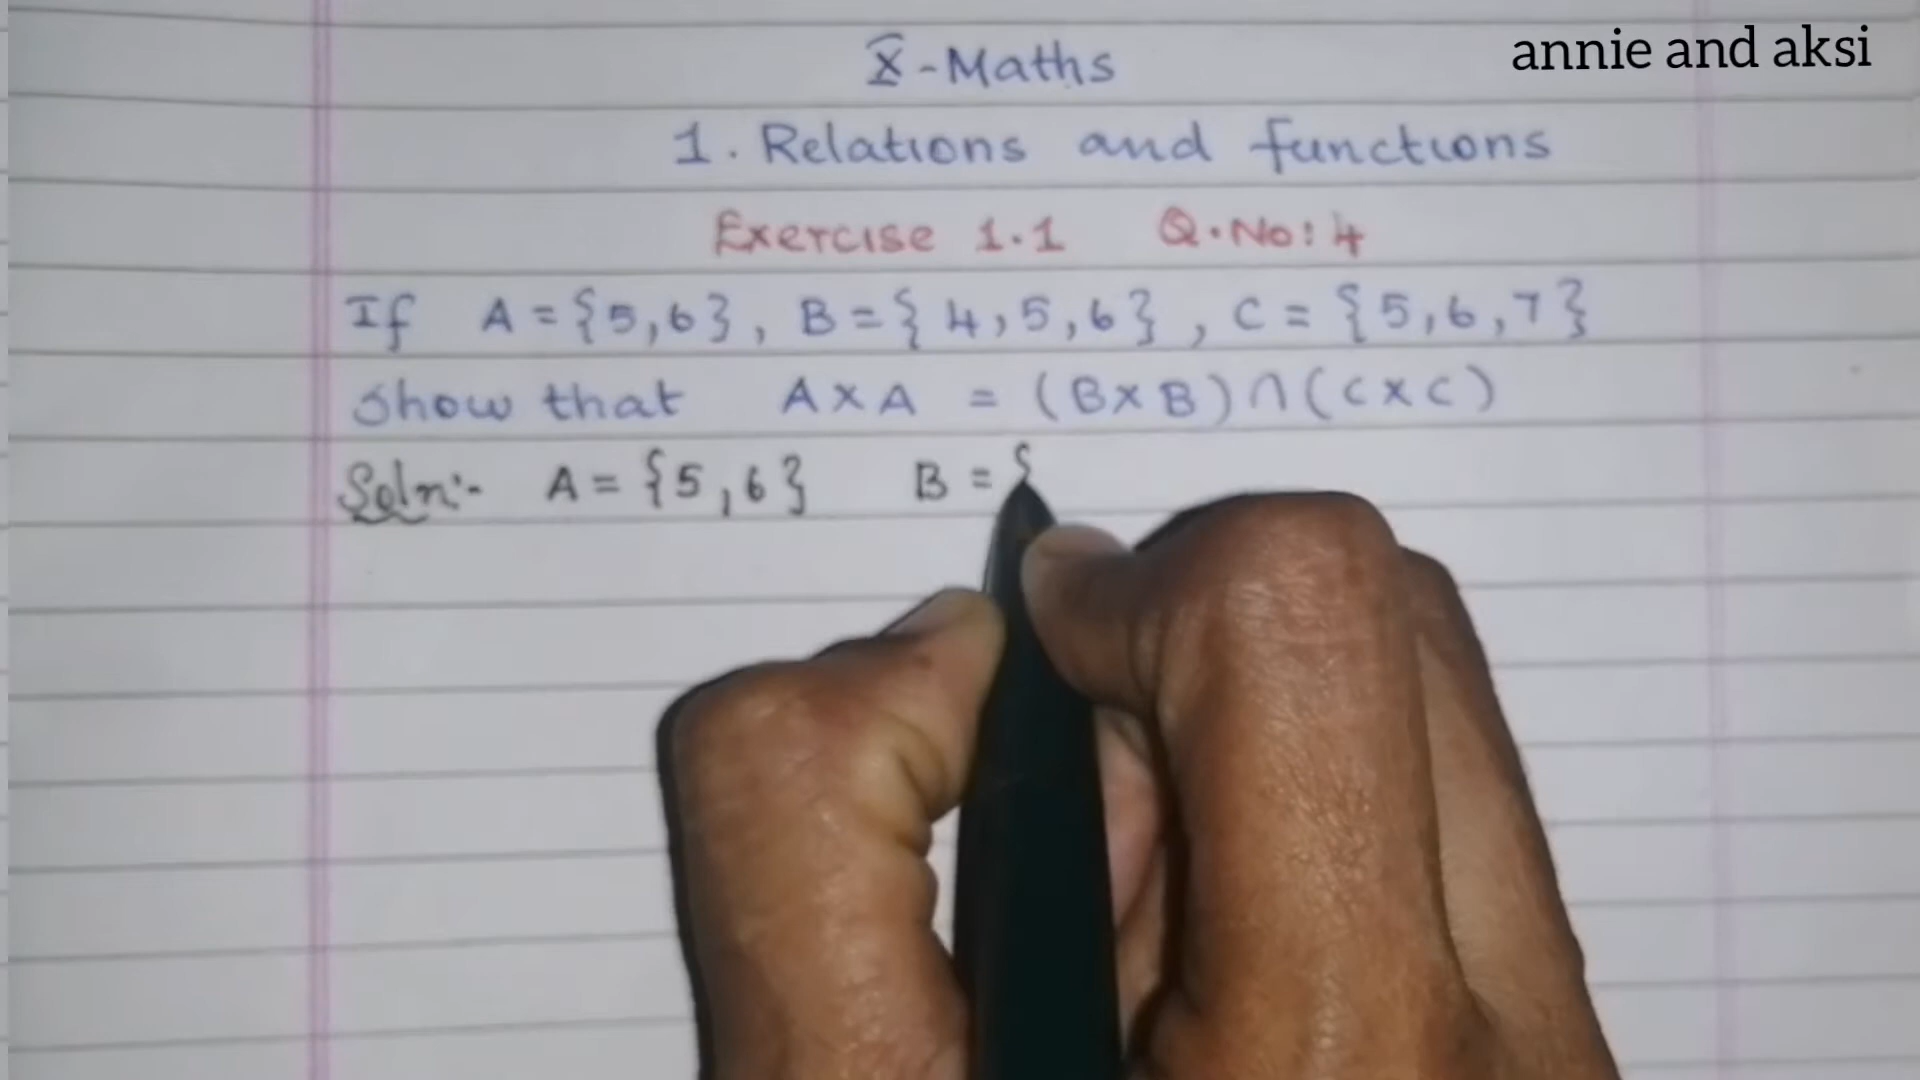 annie and aksi
X-Maths
1. Relations and functions
Exercise 1.1 Q.No: 4
If A = {5,6}, B = { 4,5,6}, C = {5,6,7}
Show that A×A = (B×B)∩(C×C)
Soln:- A = {5,6} B = {